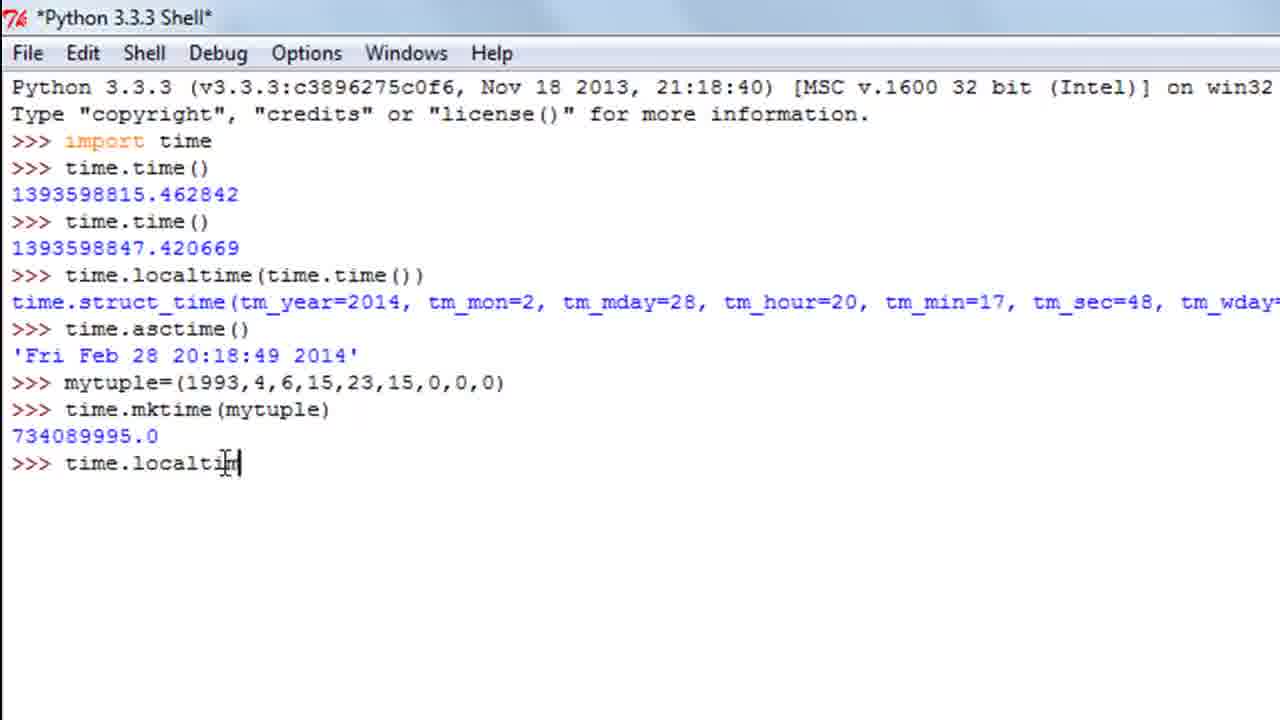 *Python 3.3.3 Shell*
File Edit Shell Debug Options Windows Help
Python 3.3.3 (v3.3.3:c3896275c0f6, Nov 18 2013, 21:18:40) [MSC v.1600 32 bit (Intel)] on win32
Type "copyright", "credits" or "license()" for more information.
>>> import time
>>> time.time()
1393598815.462842
>>> time.time()
1393598847.420669
>>> time.localtime(time.time())
time.struct_time(tm_year=2014, tm_mon=2, tm_mday=28, tm_hour=20, tm_min=17, tm_sec=48, tm_wday=
>>> time.asctime()
'Fri Feb 28 20:18:49 2014'
>>> mytuple=(1993,4,6,15,23,15,0,0,0)
>>> time.mktime(mytuple)
734089995.0
>>> time.localtim